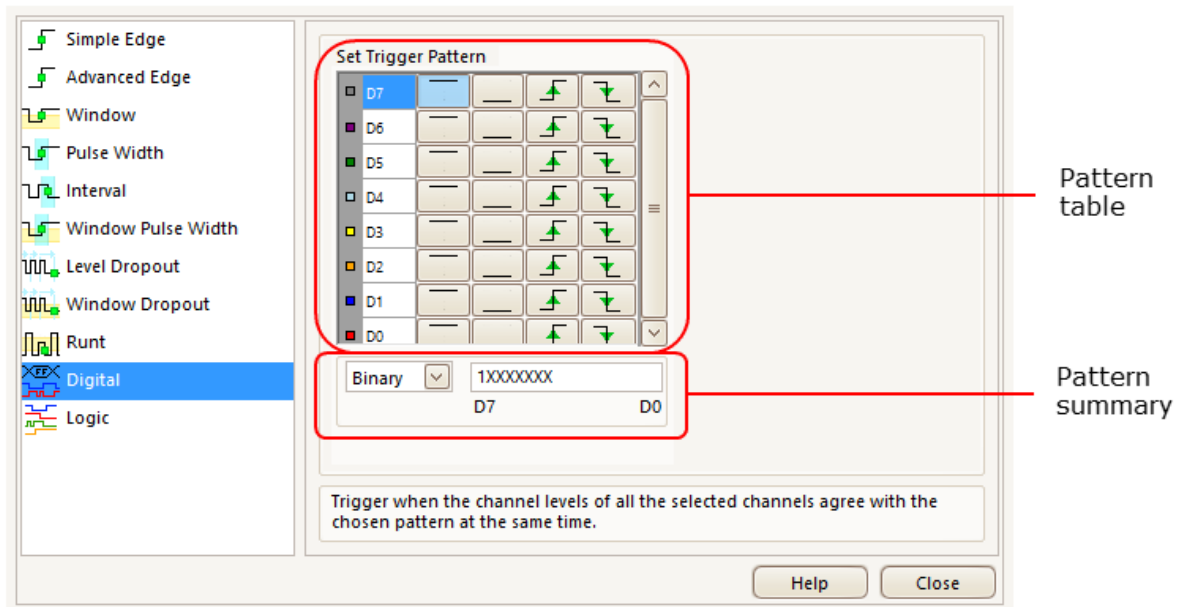 Simple Edge
Advanced Edge
Window
Pulse Width
Interval
Window Pulse Width
Level Dropout
Window Dropout
Runt
Digital
Logic
Set Trigger Pattern
D7
D6
D5
D4
D3
D2
D1
D0
Binary 1XXXXXXX
D7 D0
Trigger when the channel levels of all the selected channels agree with the
chosen pattern at the same time.
Help Close
Pattern
table
Pattern
summary